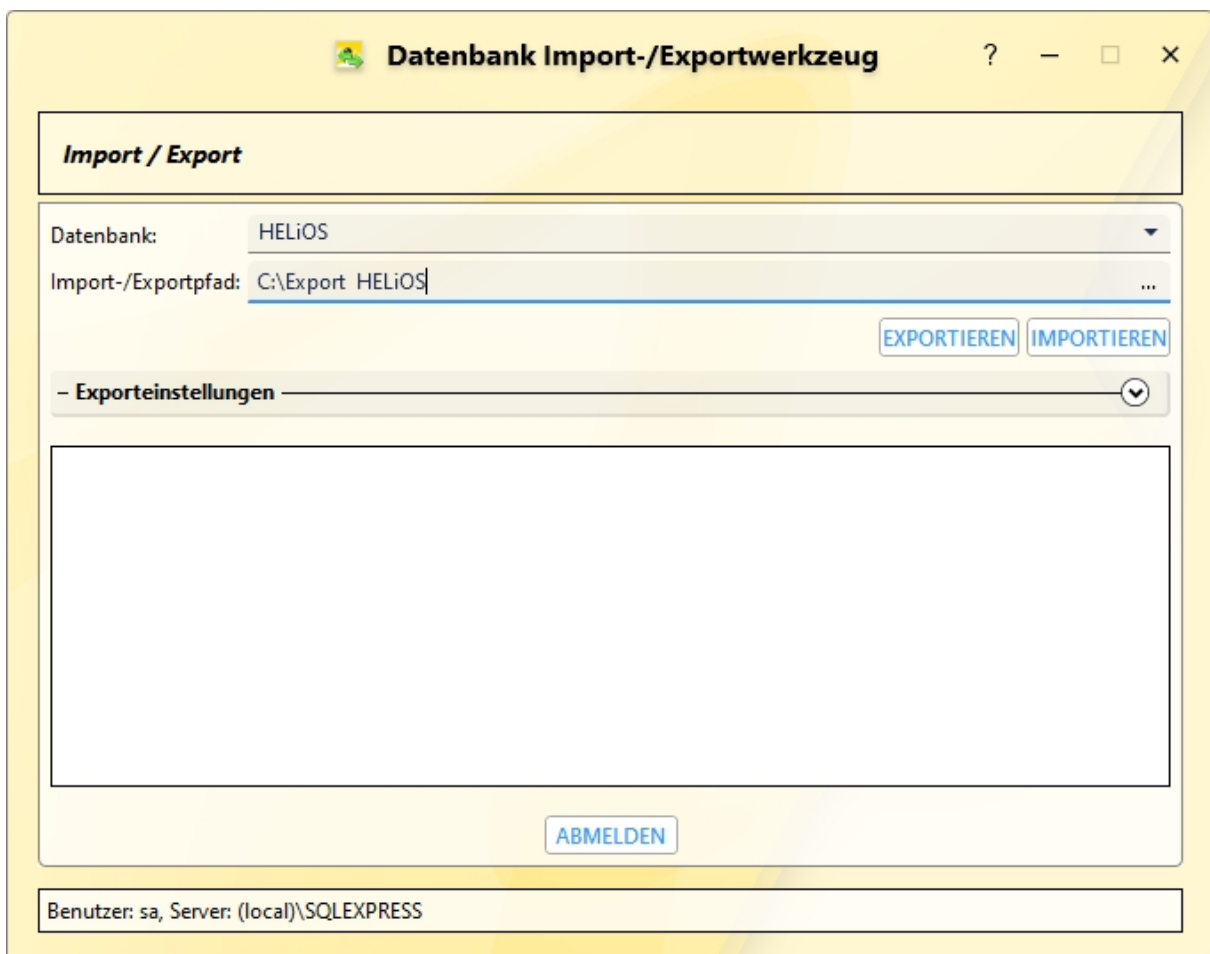 Datenbank Import-/Exportwerkzeug ?
Import / Export
Datenbank: HELiOS
Import-/Exportpfad: C:\Export HELiOS ...
EXPORTIEREN IMPORTIEREN
– Exporteinstellungen
ABMELDEN
Benutzer: sa, Server: (local)\SQLEXPRESS